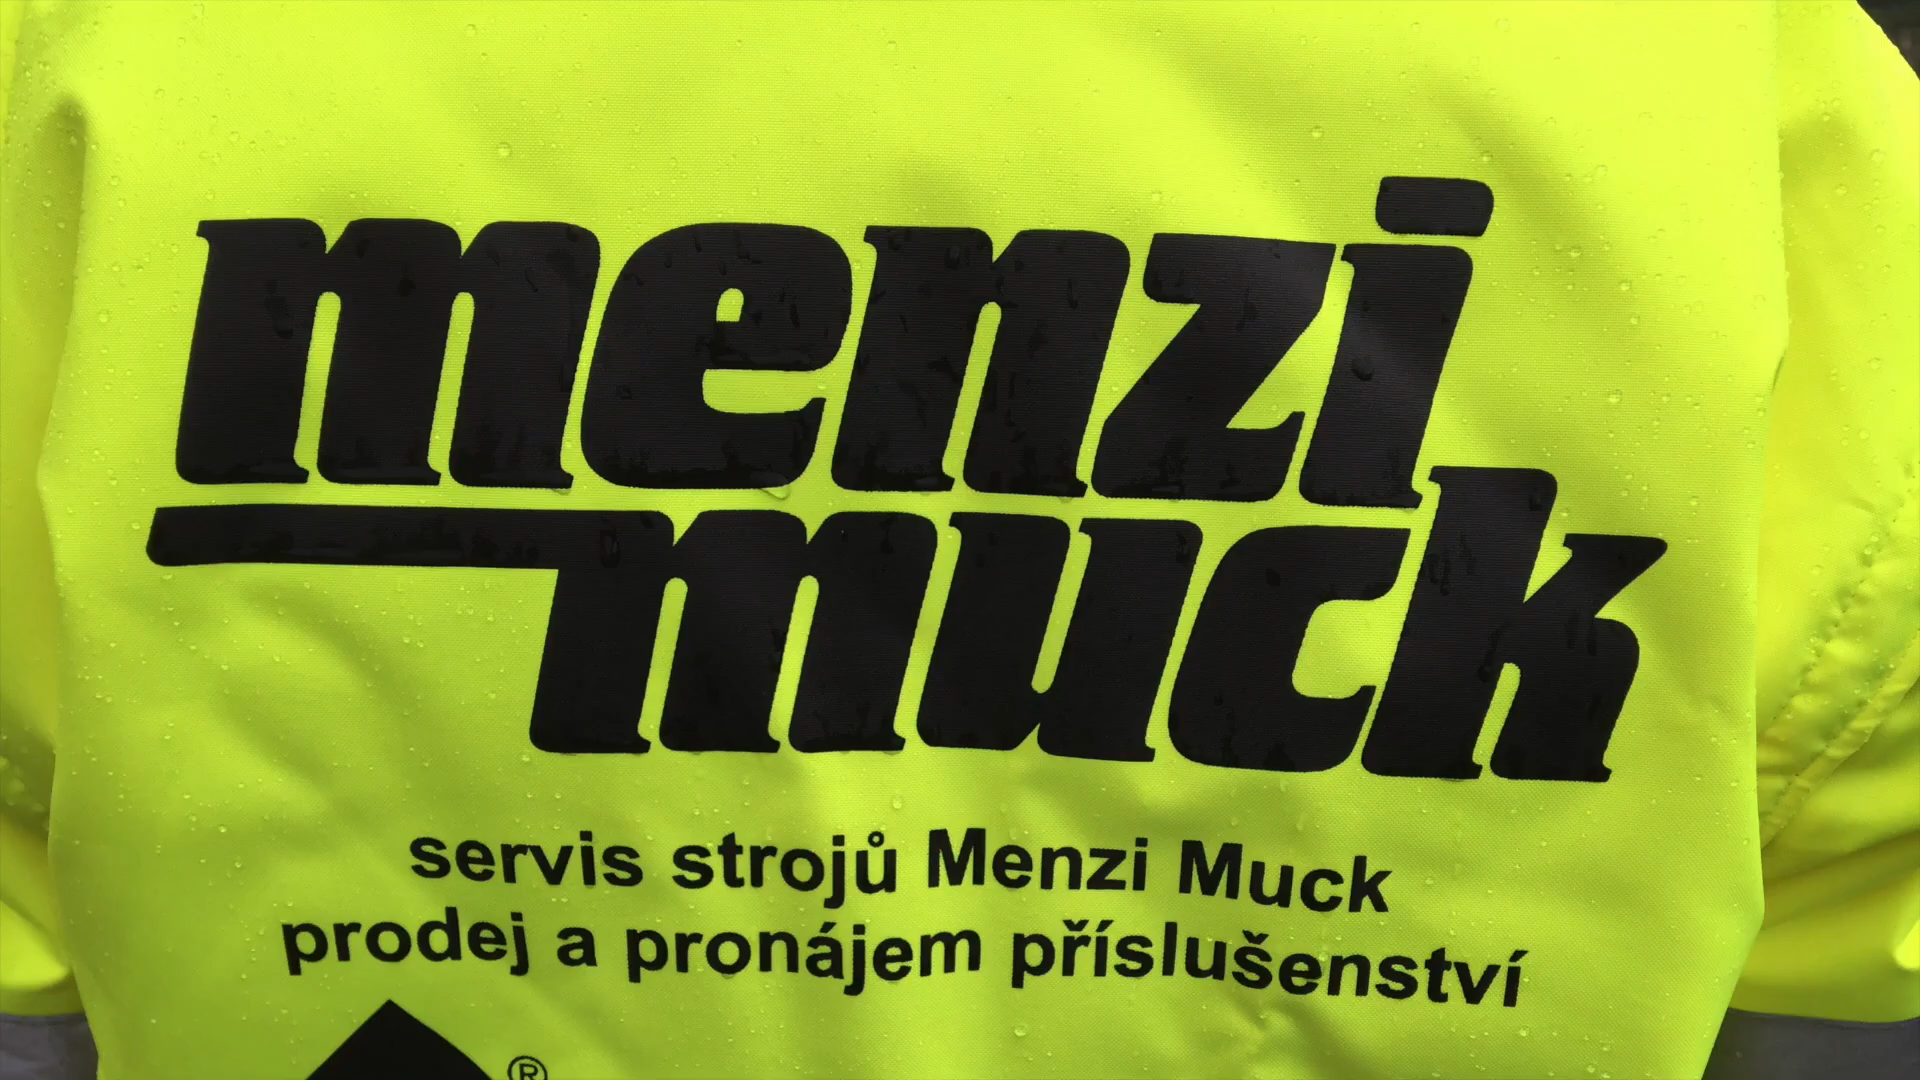 menzi
muck
servis strojů Menzi Muck
prodej a pronájem příslušenství
®